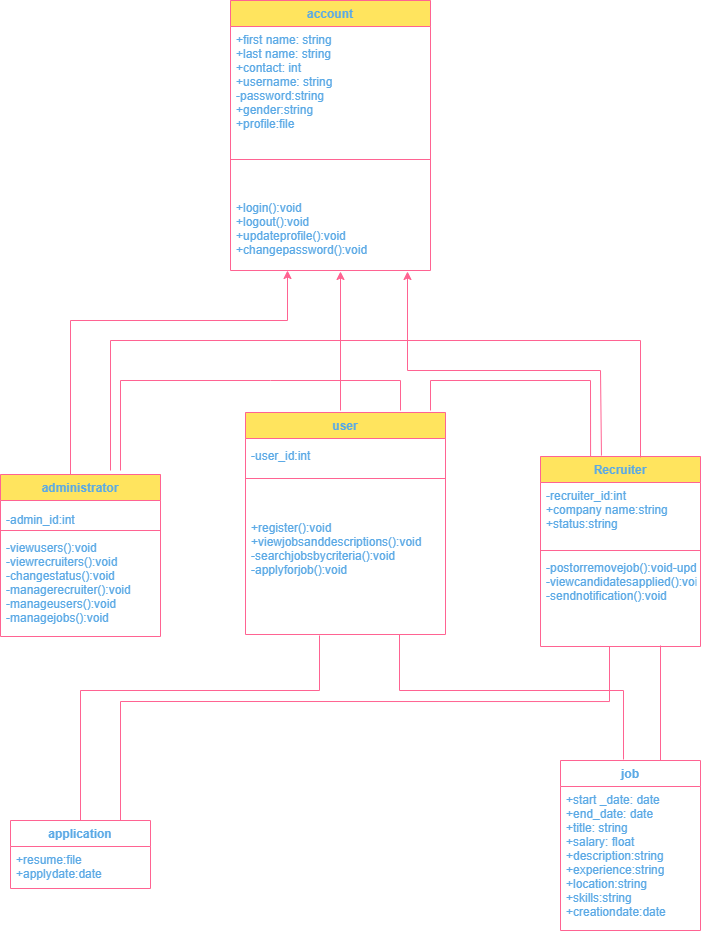 account
+first name: string
+last name: string
+contact: int
+username: string
-password:string
+gender:string
+profile:file
+login():void
+logout():void
+updateprofile():void
+changepassword():void
user
-user_id:int
+register():void
+viewjobsanddescriptions():void
-searchjobsbycriteria():void
-applyforjob():void
Recruiter
-recruiter_id:int
+company name:string
+status:string
-postorremovejob():void-upd
-viewcandidatesapplied():voi
-sendnotification():void
administrator
-admin_id:int
-viewusers():void
-viewrecruiters():void
-changestatus():void
-managerecruiter():void
-manageusers():void
-managejobs():void
job
+start _date: date
+end_date: date
+title: string
+salary: float
+description:string
+experience:string
+location:string
+skills:string
+creationdate:date
application
+resume:file
+applydate:date